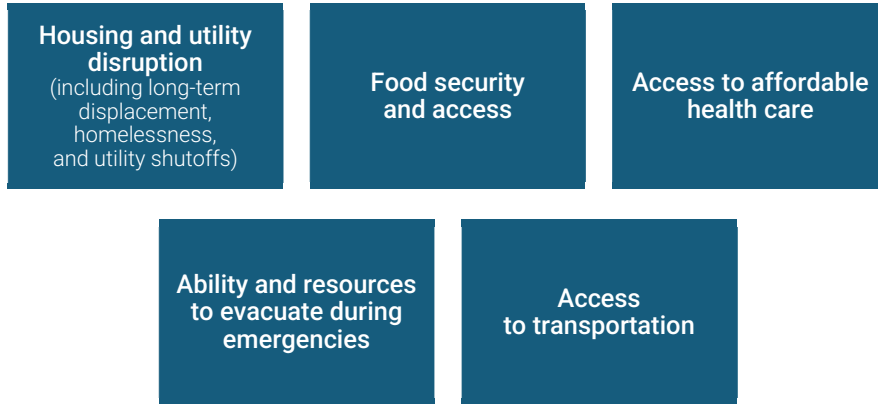 Housing and utility
disruption
(including long-term
displacement,
homelessness,
and utility shutoffs)
Food security
and access
Access to affordable
health care
Ability and resources
to evacuate during
emergencies
Access
to transportation